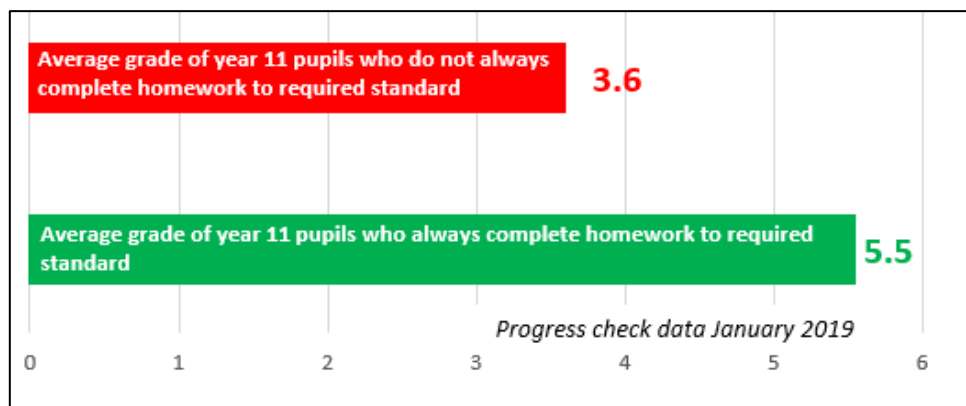 Average grade of year 11 pupils who do not always
complete homework to required standard
3.6
Average grade of year 11 pupils who always complete homework to required
standard
5.5
Progress check data January 2019
0 1 2 3 4 5 6